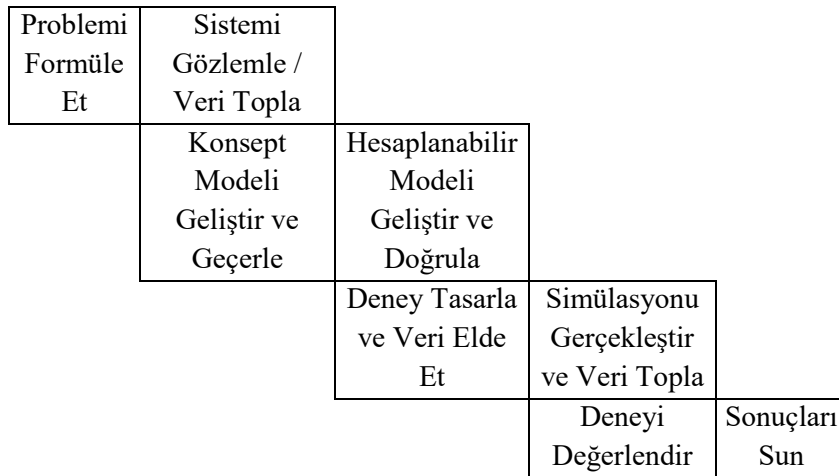 Problemi
Formüle
Et
Sistemi
Gözlemle /
Veri Topla
Konsept
Modeli
Geliştir ve
Geçerle
Hesaplanabilir
Modeli
Geliştir ve
Doğrula
Deney Tasarla
ve Veri Elde
Et
Simülasyonu
Gerçekleştir
ve Veri Topla
Deneyi
Değerlendir
Sonuçları
Sun